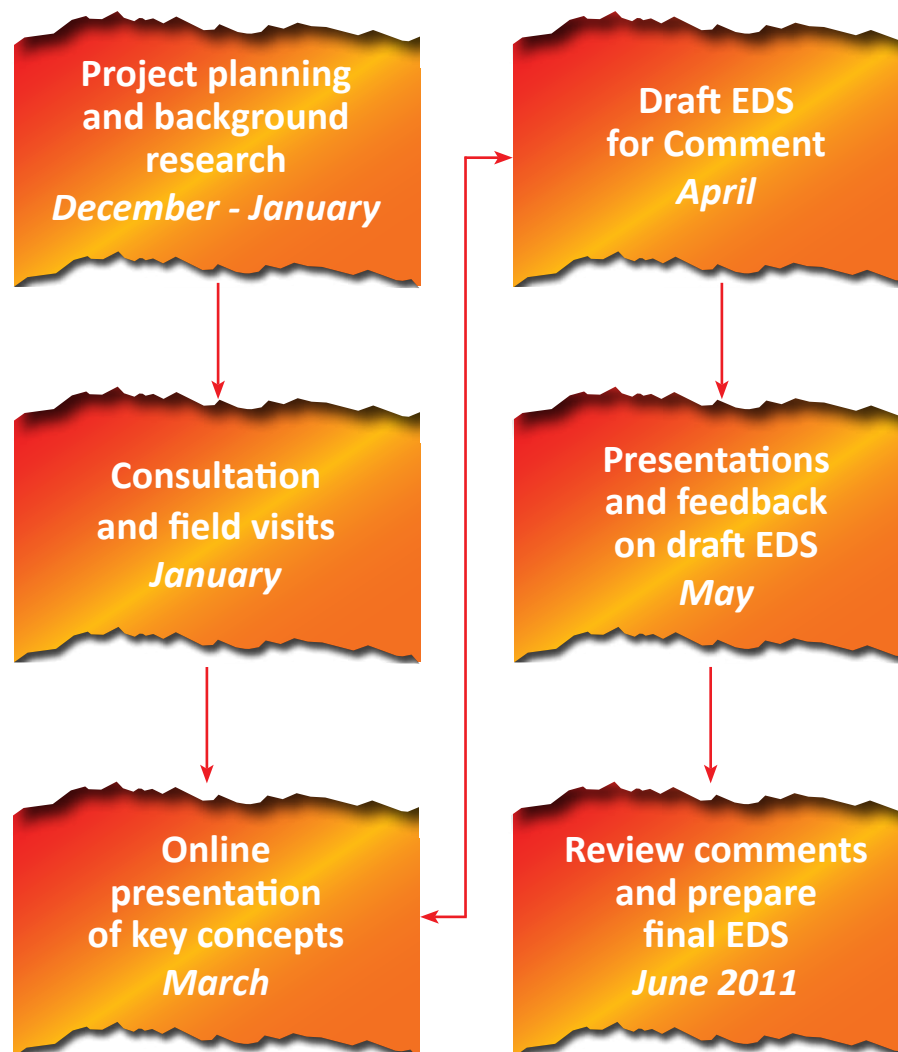 Project planning
and background
research
December - January
Consultation
and field visits
January
Online
presentation
of key concepts
March
Draft EDS
for Comment
April
Presentations
and feedback
on draft EDS
May
Review comments
and prepare
final EDS
June 2011